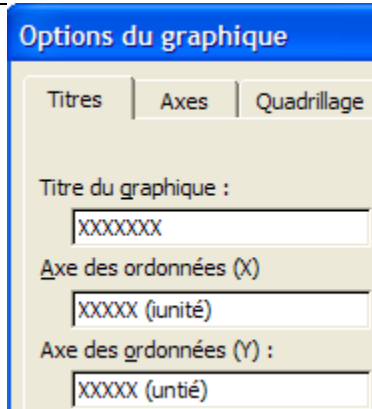 Options du graphique
Titres Axes Quadrillage
Titre du graphique :
XXXXXXX
Axe des ordonnées (X)
XXXXX (iunité)
Axe des ordonnées (Y) :
XXXXX (untié)